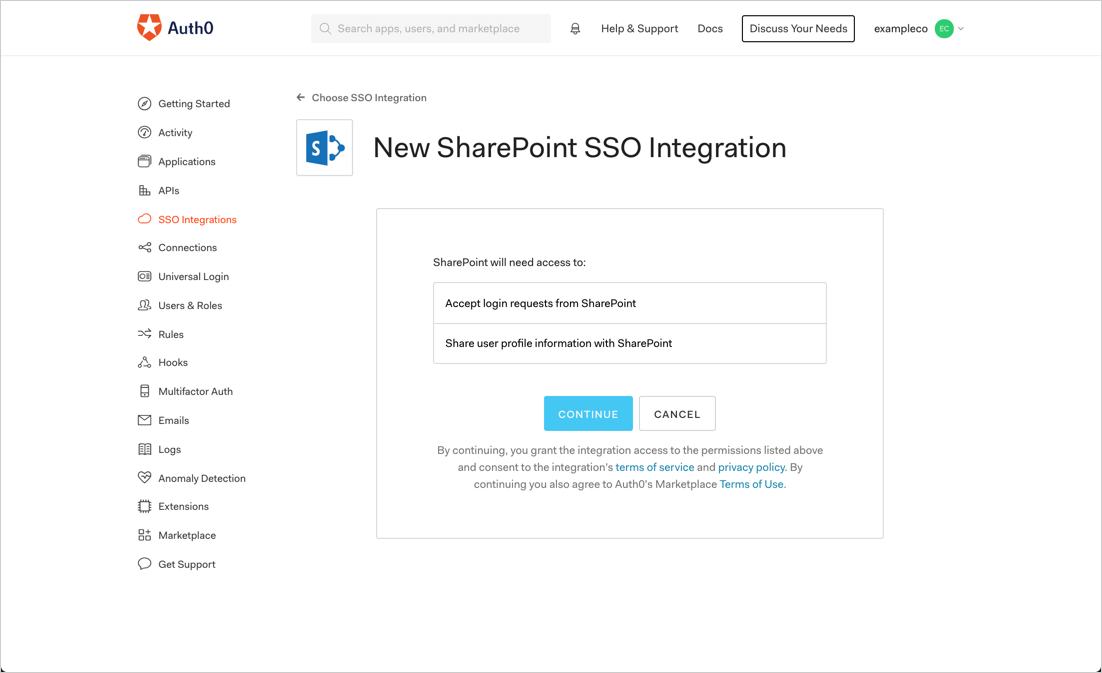 Auth0
Search apps, users, and marketplace
Help & Support
Docs
Discuss Your Needs
exampleco
EC
Getting Started
Activity
Applications
APIs
SSO Integrations
Connections
Universal Login
Users & Roles
Rules
Hooks
Multifactor Auth
Emails
Logs
Anomaly Detection
Extensions
Marketplace
Get Support
Choose SSO Integration
S
New SharePoint SSO Integration
SharePoint will need access to:
Accept login requests from SharePoint
Share user profile information with SharePoint
CONTINUE
CANCEL
By continuing, you grant the integration access to the permissions listed above
and consent to the integration's terms of service and privacy policy. By
continuing you also agree to Auth0's Marketplace Terms of Use.